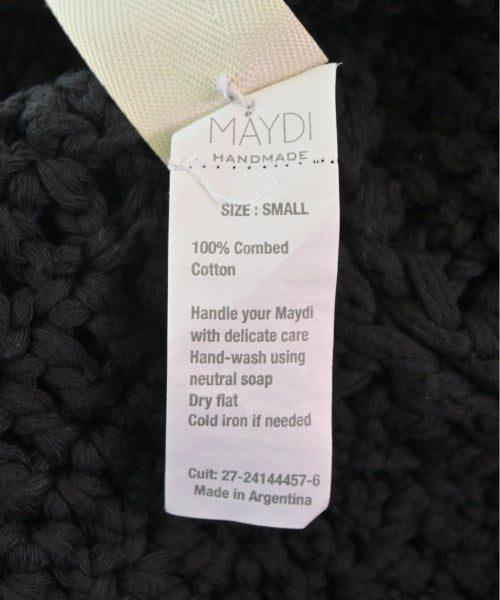 MAYDI
HANDMADE
SIZE : SMALL
100% Combed
Cotton
Handle your Maydi
with delicate care
Hand-wash using
neutral soap
Dry flat
Cold iron if needed
Cuit: 27-24144457-6
Made in Argentina